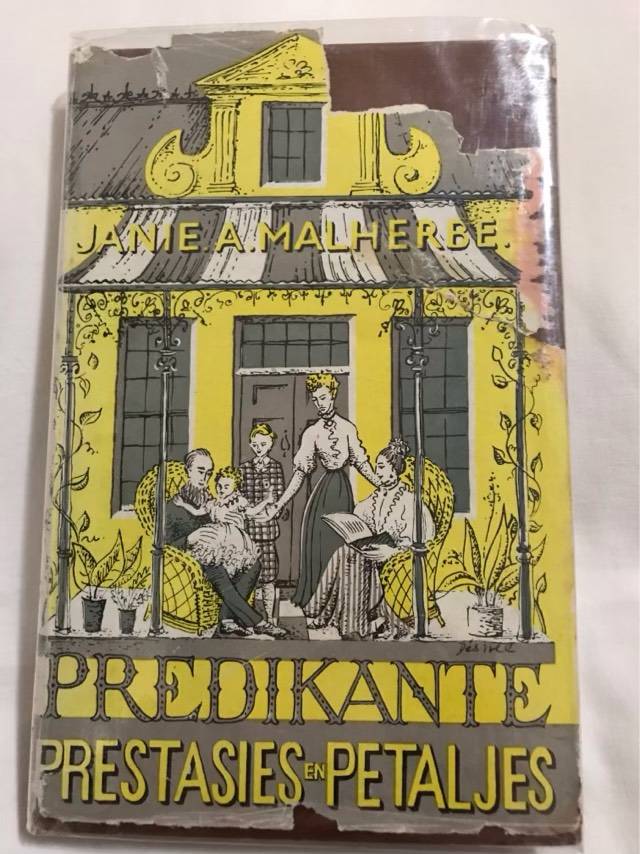 JANIE. A. MALHERBE.
PREDIKANTE
PRESTASIES EN PETALJES